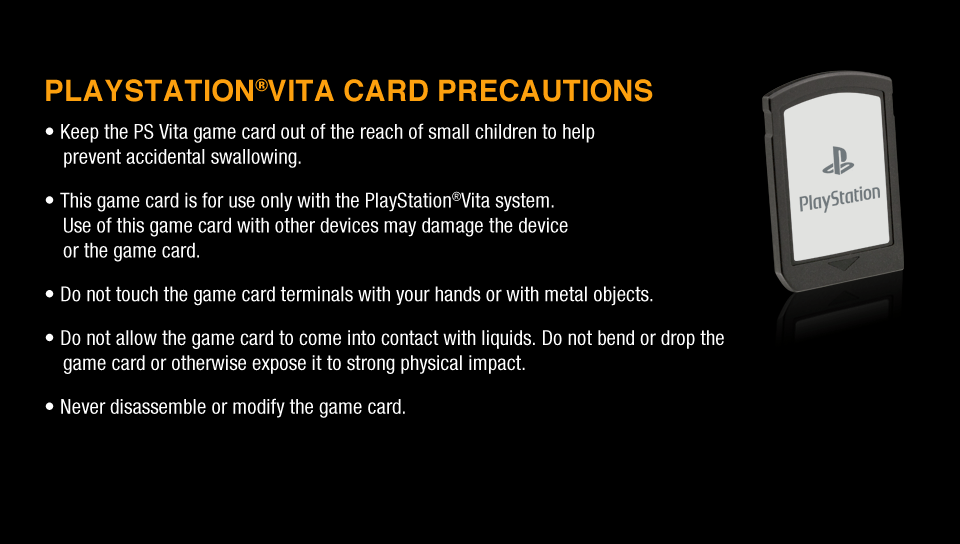 PLAYSTATION®VITA CARD PRECAUTIONS
• Keep the PS Vita game card out of the reach of small children to help
prevent accidental swallowing.
• This game card is for use only with the PlayStation®Vita system.
Use of this game card with other devices may damage the device
or the game card.
• Do not touch the game card terminals with your hands or with metal objects.
• Do not allow the game card to come into contact with liquids. Do not bend or drop the
game card or otherwise expose it to strong physical impact.
• Never disassemble or modify the game card.
PlayStation